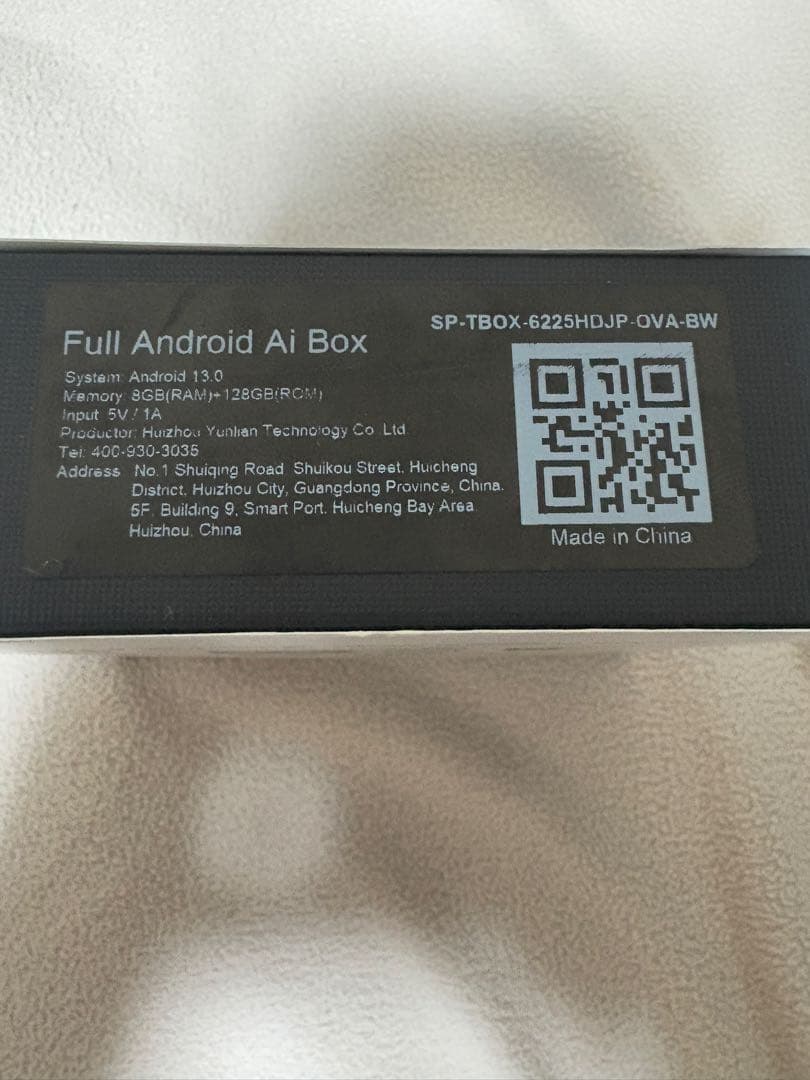 Full Android Ai Box
SP-TBOX-6225HDJP-OVA-BW
System: Android 13.0
Memory: 8GB(RAM)+128GB(ROM)
Input: 5V / 1A
Productor: Huizhou Yunlian Technology Co. Ltd.
Tel: 400-930-3035
Address: No.1 Shuiqing Road, Shuikou Street, Huicheng
District, Huizhou City, Guangdong Province, China.
5F, Building 9, Smart Port, Huicheng Bay Area,
Huizhou, China
Made in China